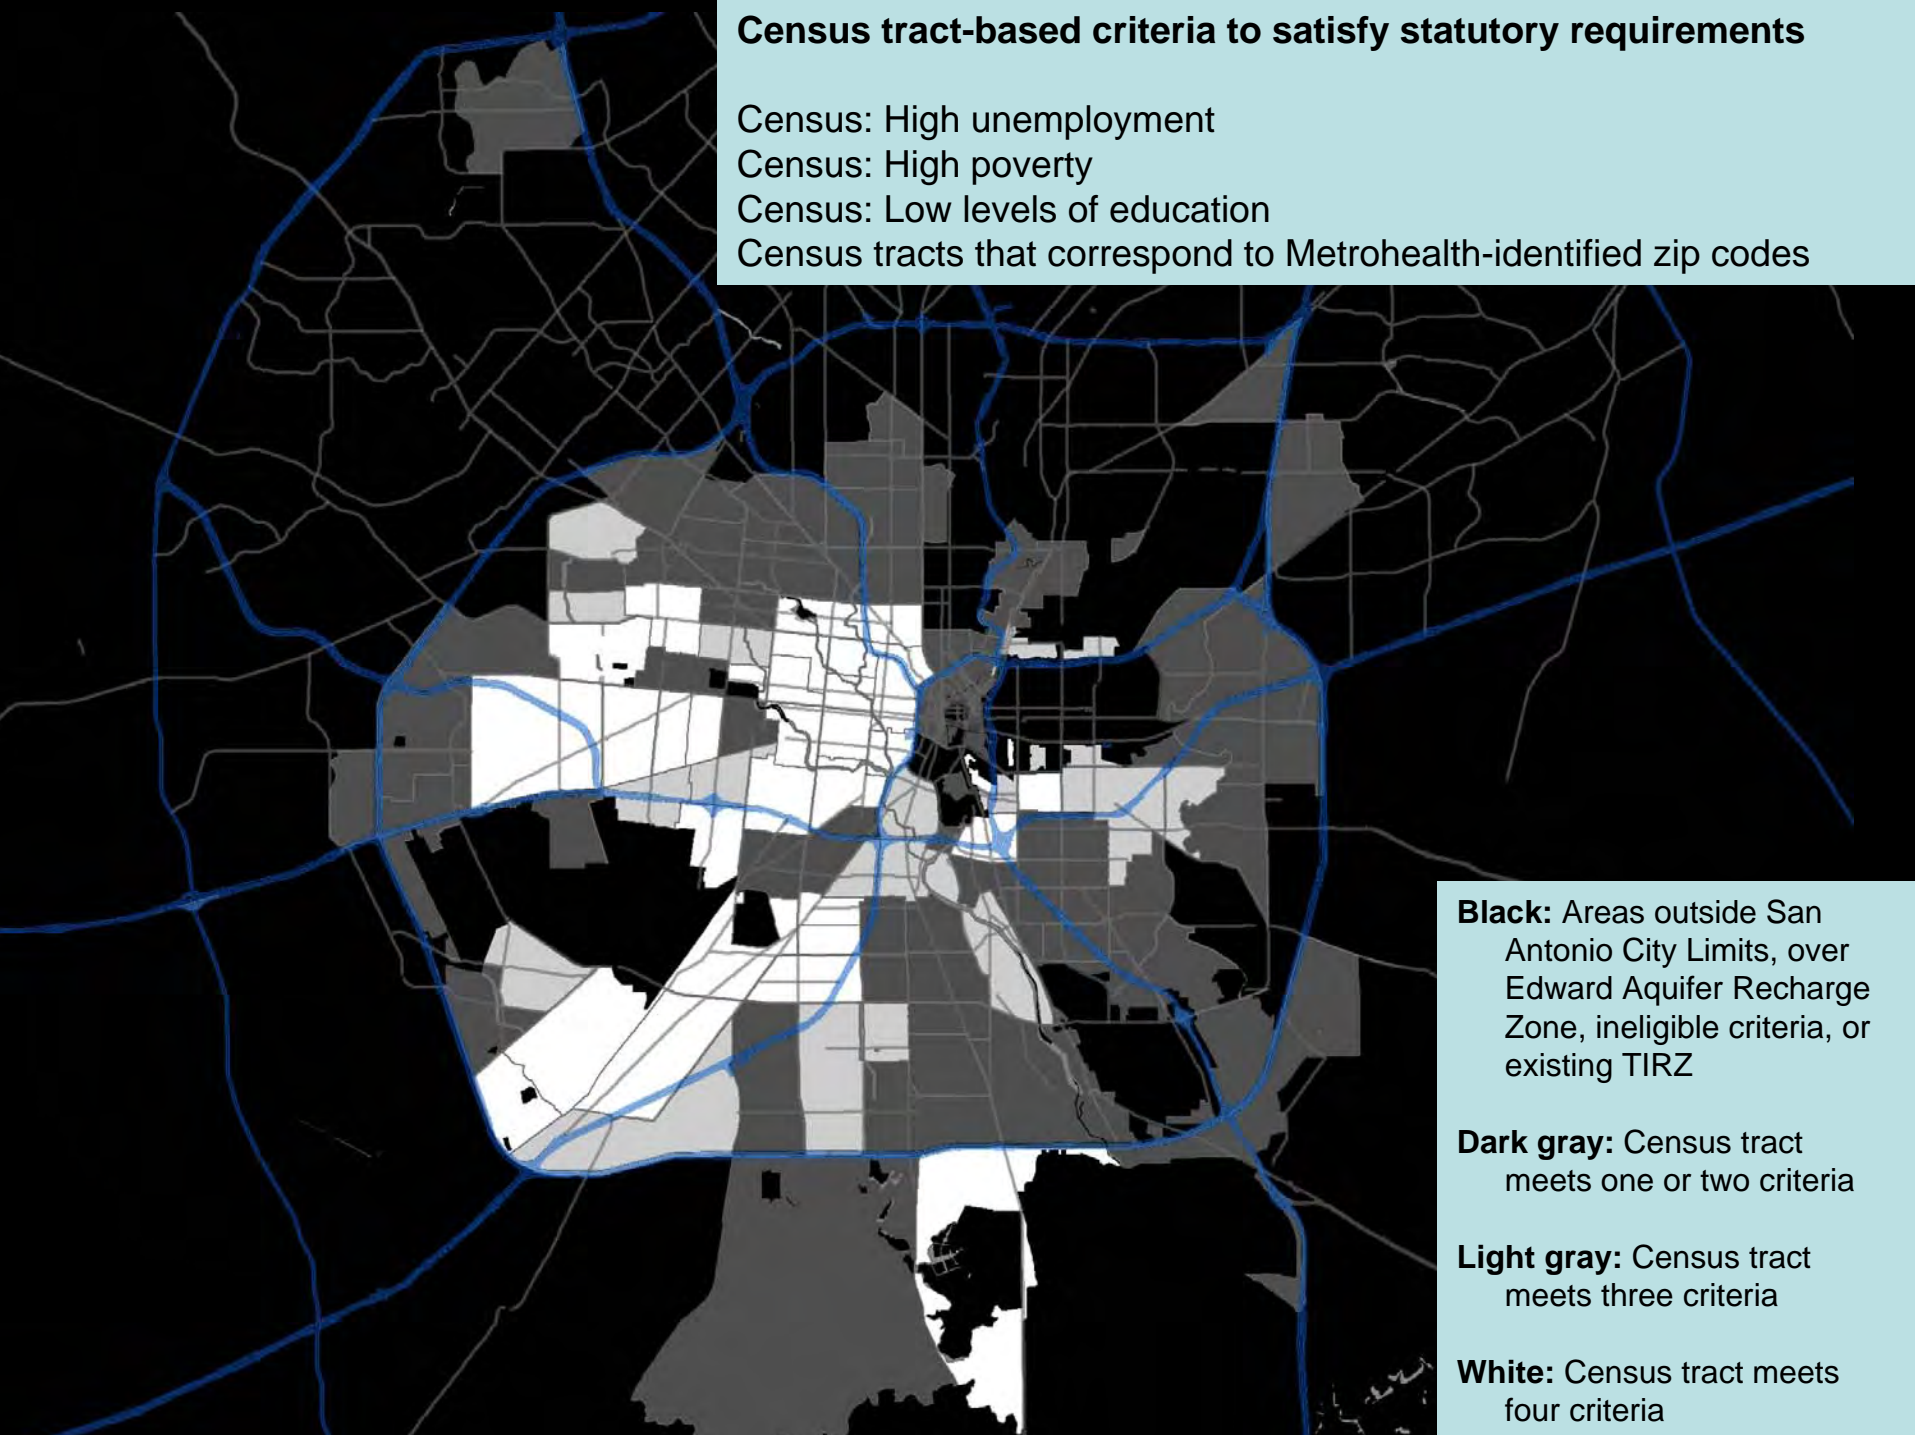 Census tract-based criteria to satisfy statutory requirements
Census: High unemployment
Census: High poverty
Census: Low levels of education
Census tracts that correspond to Metrohealth-identified zip codes
Black: Areas outside San
Antonio City Limits, over
Edward Aquifer Recharge
Zone, ineligible criteria, or
existing TIRZ
Dark gray: Census tract
meets one or two criteria
Light gray: Census tract
meets three criteria
White: Census tract meets
four criteria